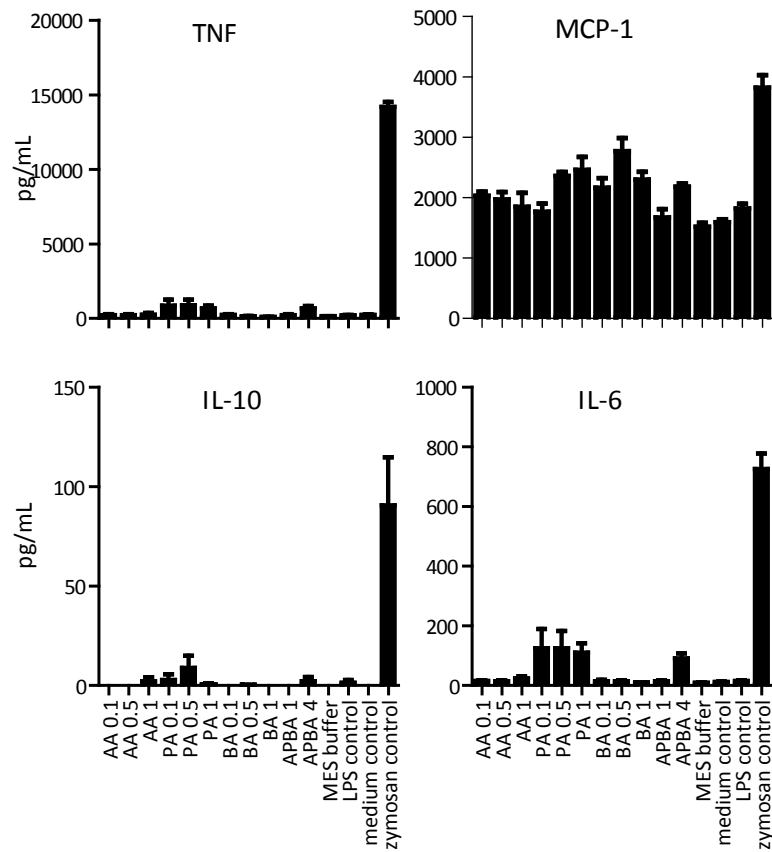 TNF
MCP-1
pg/mL
20000
15000
10000
5000
0
5000
4000
3000
2000
1000
0
IL-10
IL-6
pg/mL
150
100
50
0
1000
800
600
400
200
0
AA 0.1
AA 0.5
AA 1
PA 0.1
PA 0.5
PA 1
BA 0.1
BA 0.5
BA 1
APBA 1
APBA 4
MES buffer
LPS control
medium control
zymosan control
AA 0.1
AA 0.5
AA 1
PA 0.1
PA 0.5
PA 1
BA 0.1
BA 0.5
BA 1
APBA 1
APBA 4
MES buffer
medium control
LPS control
zymosan control